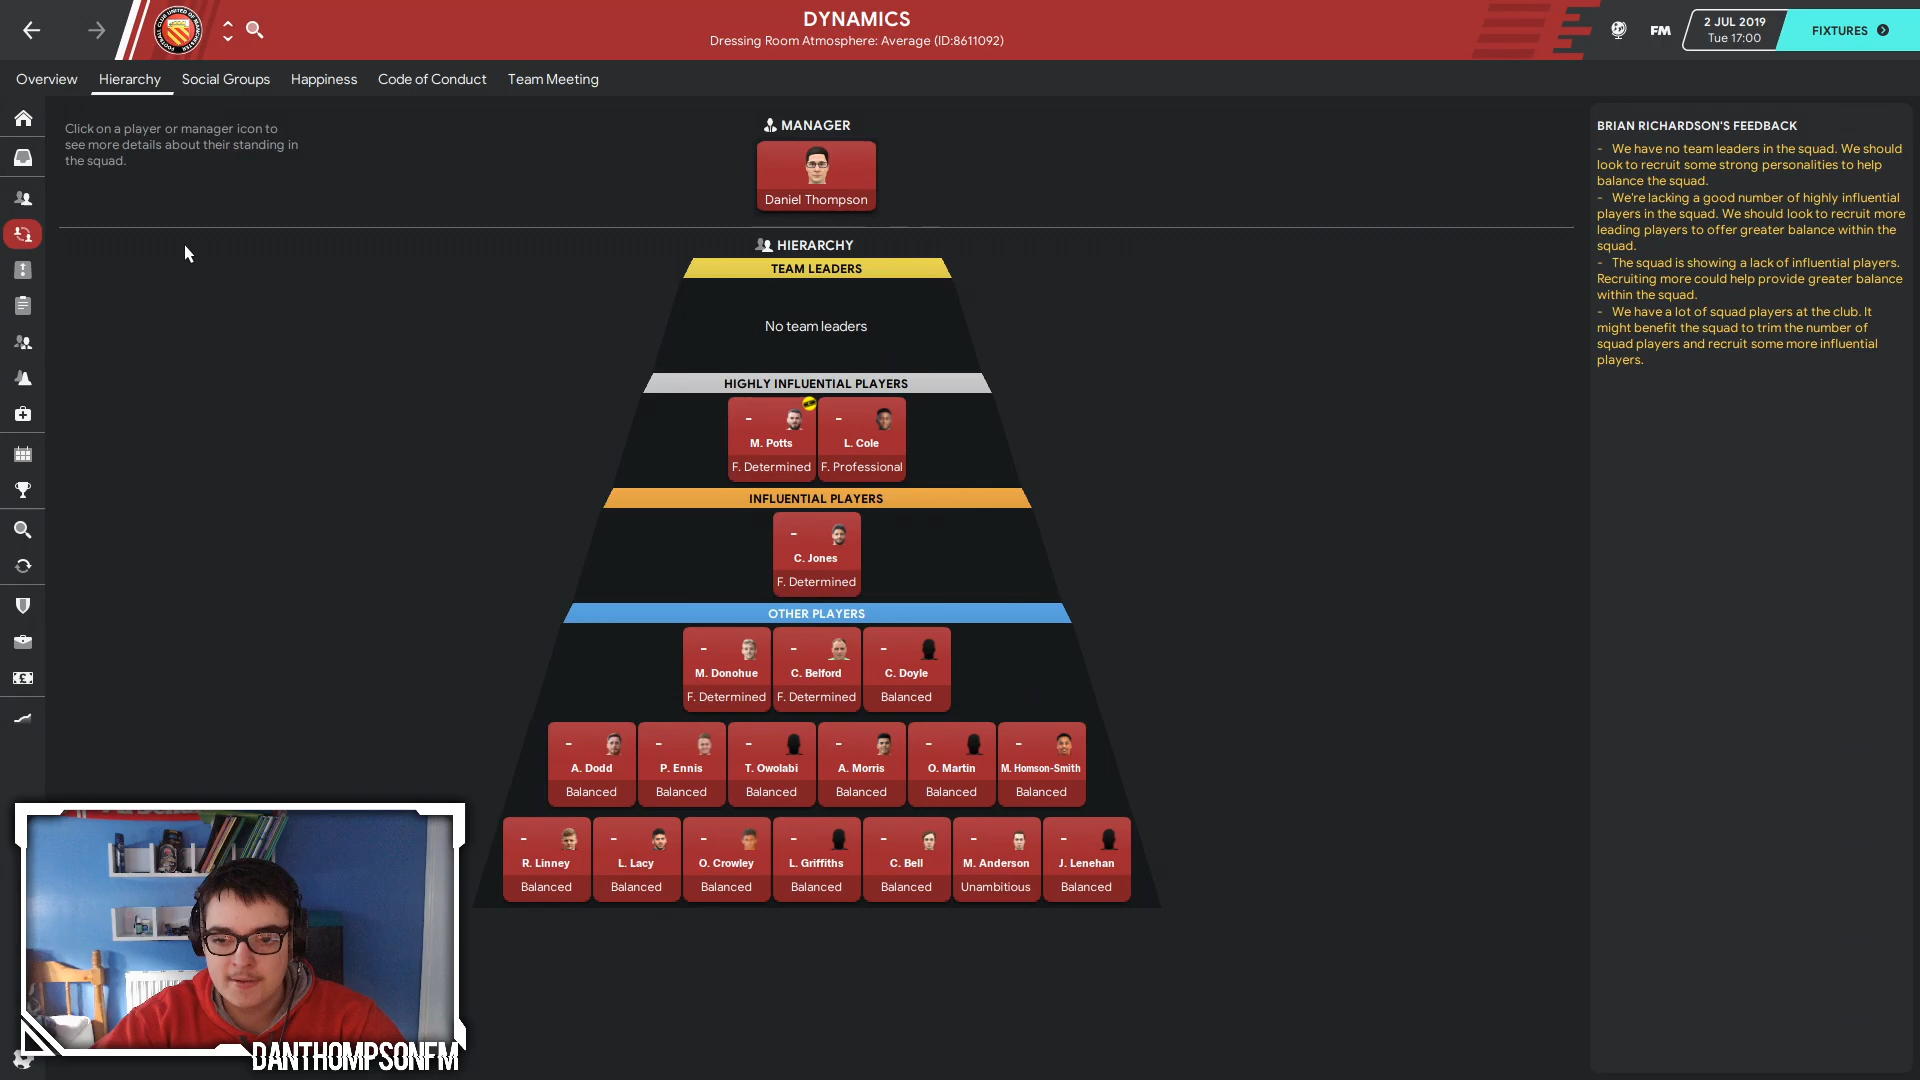 DYNAMICS
Dressing Room Atmosphere: Average (ID:8611092)
FM
2 JUL 2019
Tue 17:00
FIXTURES
Overview
Hierarchy
Social Groups
Happiness
Code of Conduct
Team Meeting
Click on a player or manager icon to
see more details about their standing in
the squad.
MANAGER
Daniel Thompson
HIERARCHY
TEAM LEADERS
No team leaders
HIGHLY INFLUENTIAL PLAYERS
- -
M. Potts L. Cole
F. Determined F. Professional
INFLUENTIAL PLAYERS
-
C. Jones
F. Determined
OTHER PLAYERS
- - -
M. Donohue C. Belford C. Doyle
F. Determined F. Determined Balanced
- - - - - -
A. Dodd P. Ennis T. Owolabi A. Morris O. Martin M. Homson-Smith
Balanced Balanced Balanced Balanced Balanced Balanced
- - - - - - -
R. Linney L. Lacy O. Crowley L. Griffiths C. Bell M. Anderson J. Lenehan
Balanced Balanced Balanced Balanced Balanced Unambitious Balanced
BRIAN RICHARDSON'S FEEDBACK
- We have no team leaders in the squad. We should
look to recruit some strong personalities to help
balance the squad.
- We're lacking a good number of highly influential
players in the squad. We should look to recruit more
leading players to offer greater balance within the
squad.
- The squad is showing a lack of influential players.
Recruiting more could help provide greater balance
within the squad.
- We have a lot of squad players at the club. It
might benefit the squad to trim the number of
squad players and recruit some more influential
players.
DANTHOMPSONFM